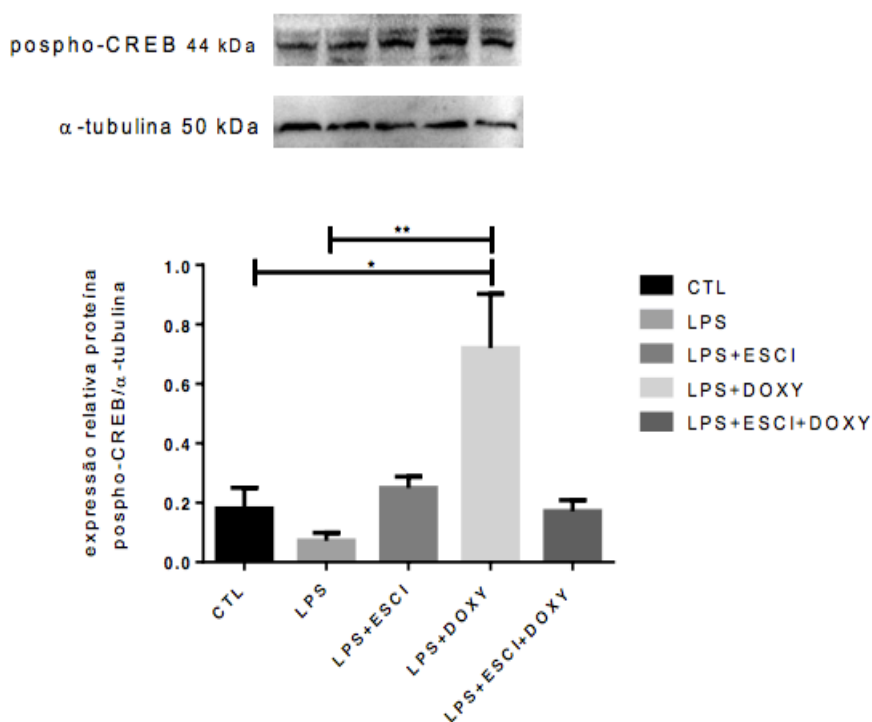 pospho-CREB 44 kDa
α-tubulina 50 kDa
**
*
expressão relativa proteína
pospho-CREB/α-tubulina
1.0
0.8
0.6
0.4
0.2
0.0
CTL
LPS
LPS+ESCI
LPS+DOXY
LPS+ESCI+DOXY
CTL
LPS
LPS+ESCI
LPS+DOXY
LPS+ESCI+DOXY